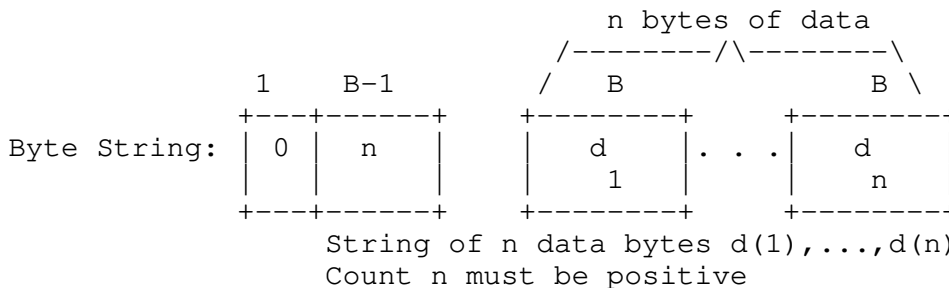 n bytes of data
/--------/\--------\
1 B-1 / B B \
+---+------+ +--------+ +---------
Byte String: | 0 | n | | d |. . .| d
| | | | 1 | | n
+---+------+ +--------+ +---------
String of n data bytes d(1),...,d(n)
Count n must be positive